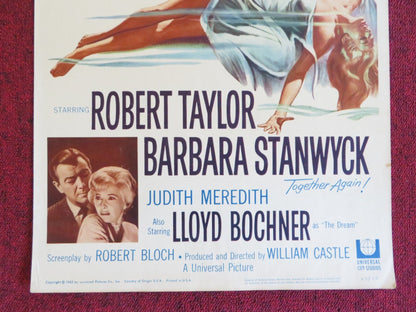 STARRING ROBERT TAYLOR
BARBARA STANWYCK
Together Again!
JUDITH MEREDITH
Also Starring LLOYD BOCHNER as "The Dream"
Screenplay by ROBERT BLOCH • Produced and Directed by WILLIAM CASTLE
A Universal Picture
UNIVERSAL
CITY STUDIOS